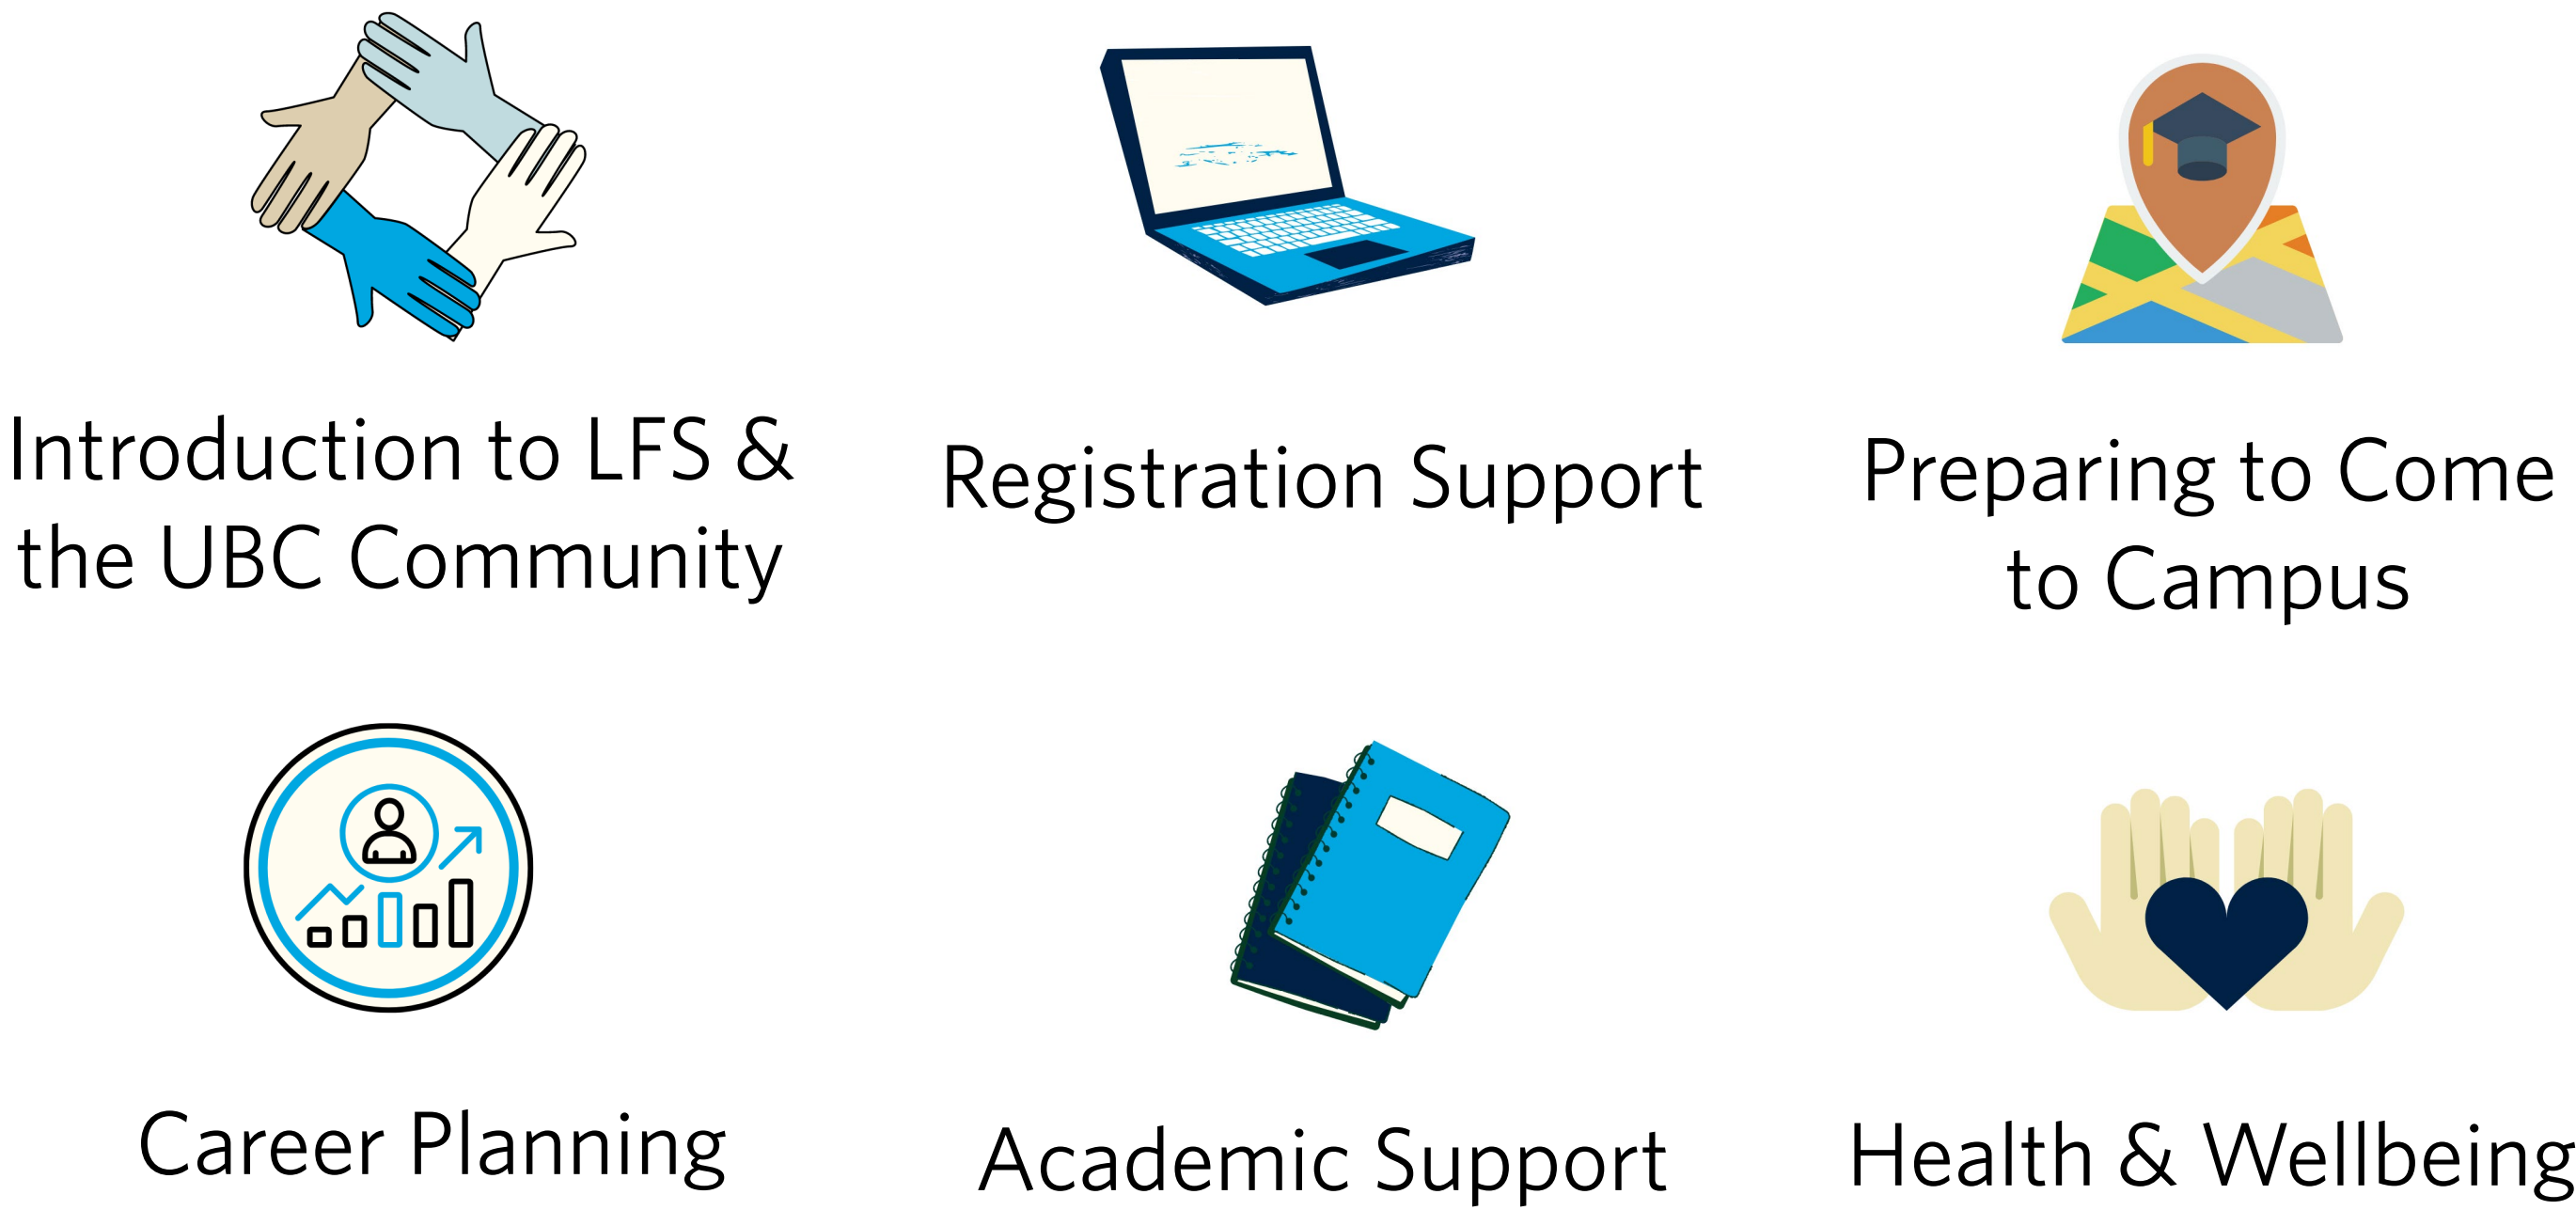 Introduction to LFS &
the UBC Community
Registration Support
Preparing to Come
to Campus
Career Planning
Academic Support
Health & Wellbeing